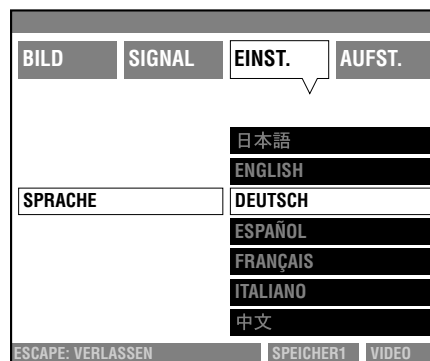 BILD SIGNAL EINST. AUFST.
日本語
ENGLISH
SPRACHE DEUTSCH
ESPAÑOL
FRANÇAIS
ITALIANO
中文
ESCAPE: VERLASSEN SPEICHER1 VIDEO